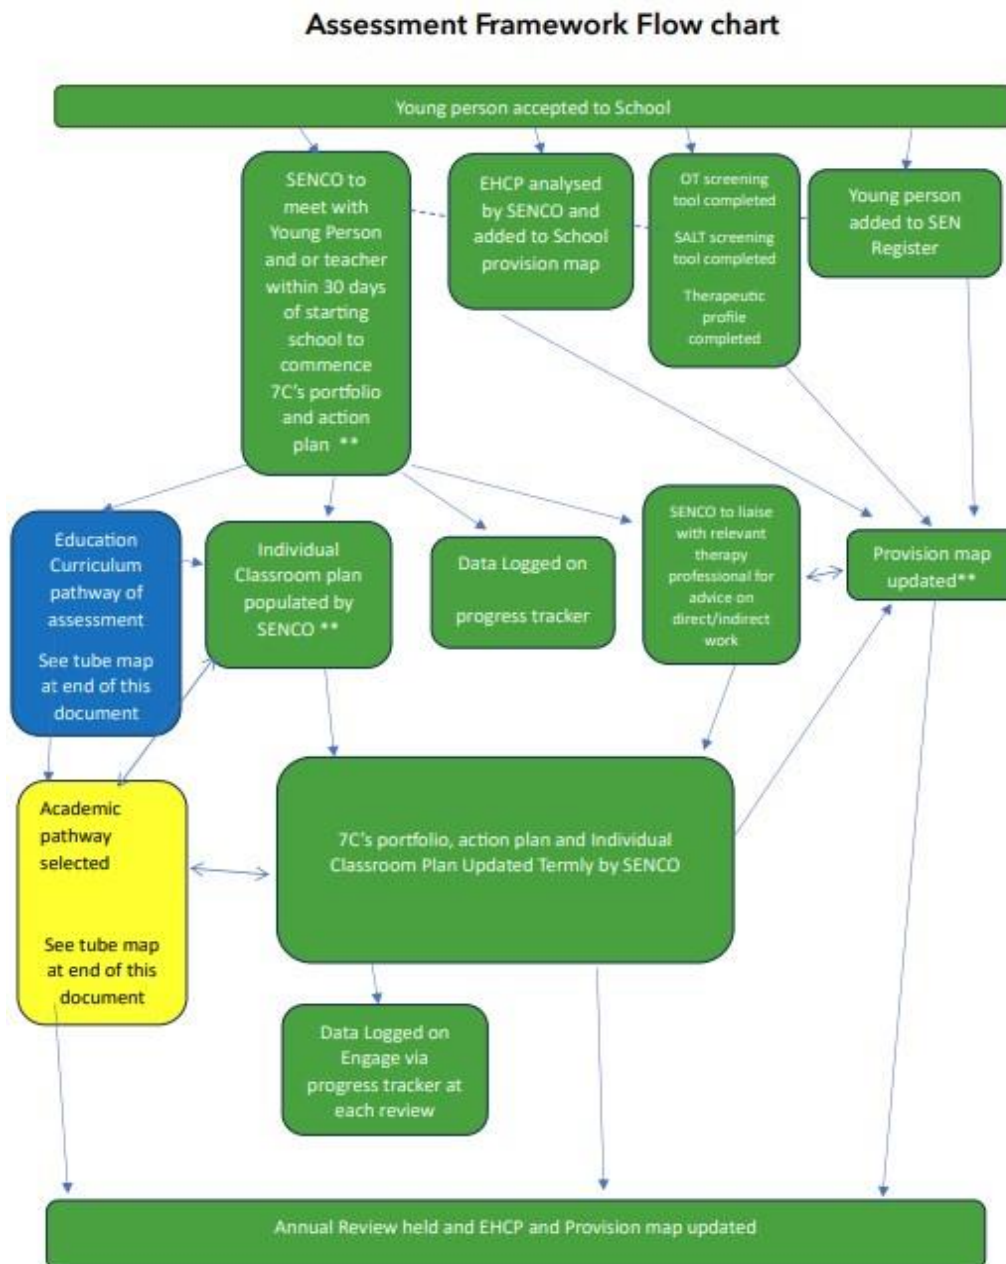 Assessment Framework Flow chart
Young person accepted to School
SENCO to
meet with
Young Person
and or teacher
within 30 days
of starting
school to
commence
7C's portfolio
and action
plan **
EHCP analysed
by SENCO and
added to School
provision map
OT screening
tool completed
SALT screening
tool completed
Therapeutic
profile
completed
Young person
added to SEN
Register
Education
Curriculum
pathway of
assessment
See tube map
at end of this
document
Individual
Classroom plan
populated by
SENCO **
Data Logged on
progress tracker
SENCO to liaise
with relevant
therapy
professional for
advice on
direct/indirect
work
Provision map
updated**
Academic
pathway
selected
See tube map
at end of this
document
7C's portfolio, action plan and Individual
Classroom Plan Updated Termly by SENCO
Data Logged on
Engage via
progress tracker at
each review
Annual Review held and EHCP and Provision map updated